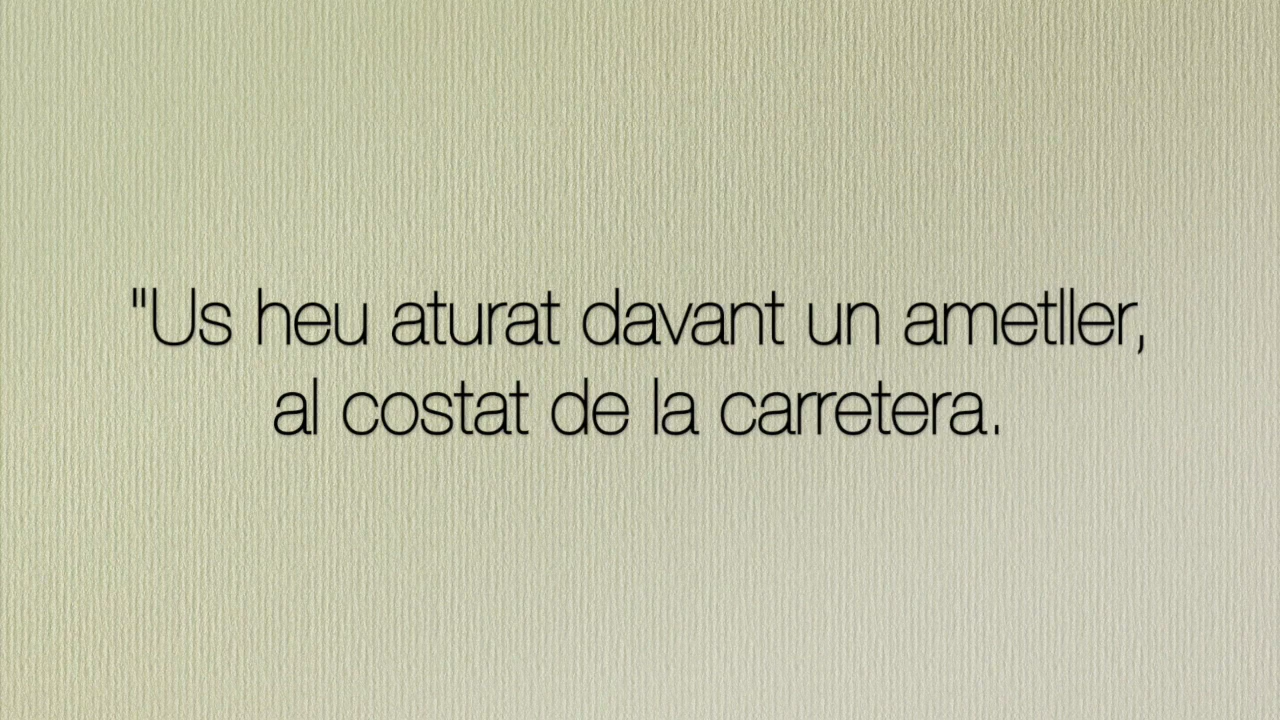 "Us heu aturat davant un ametller,
al costat de la carretera.